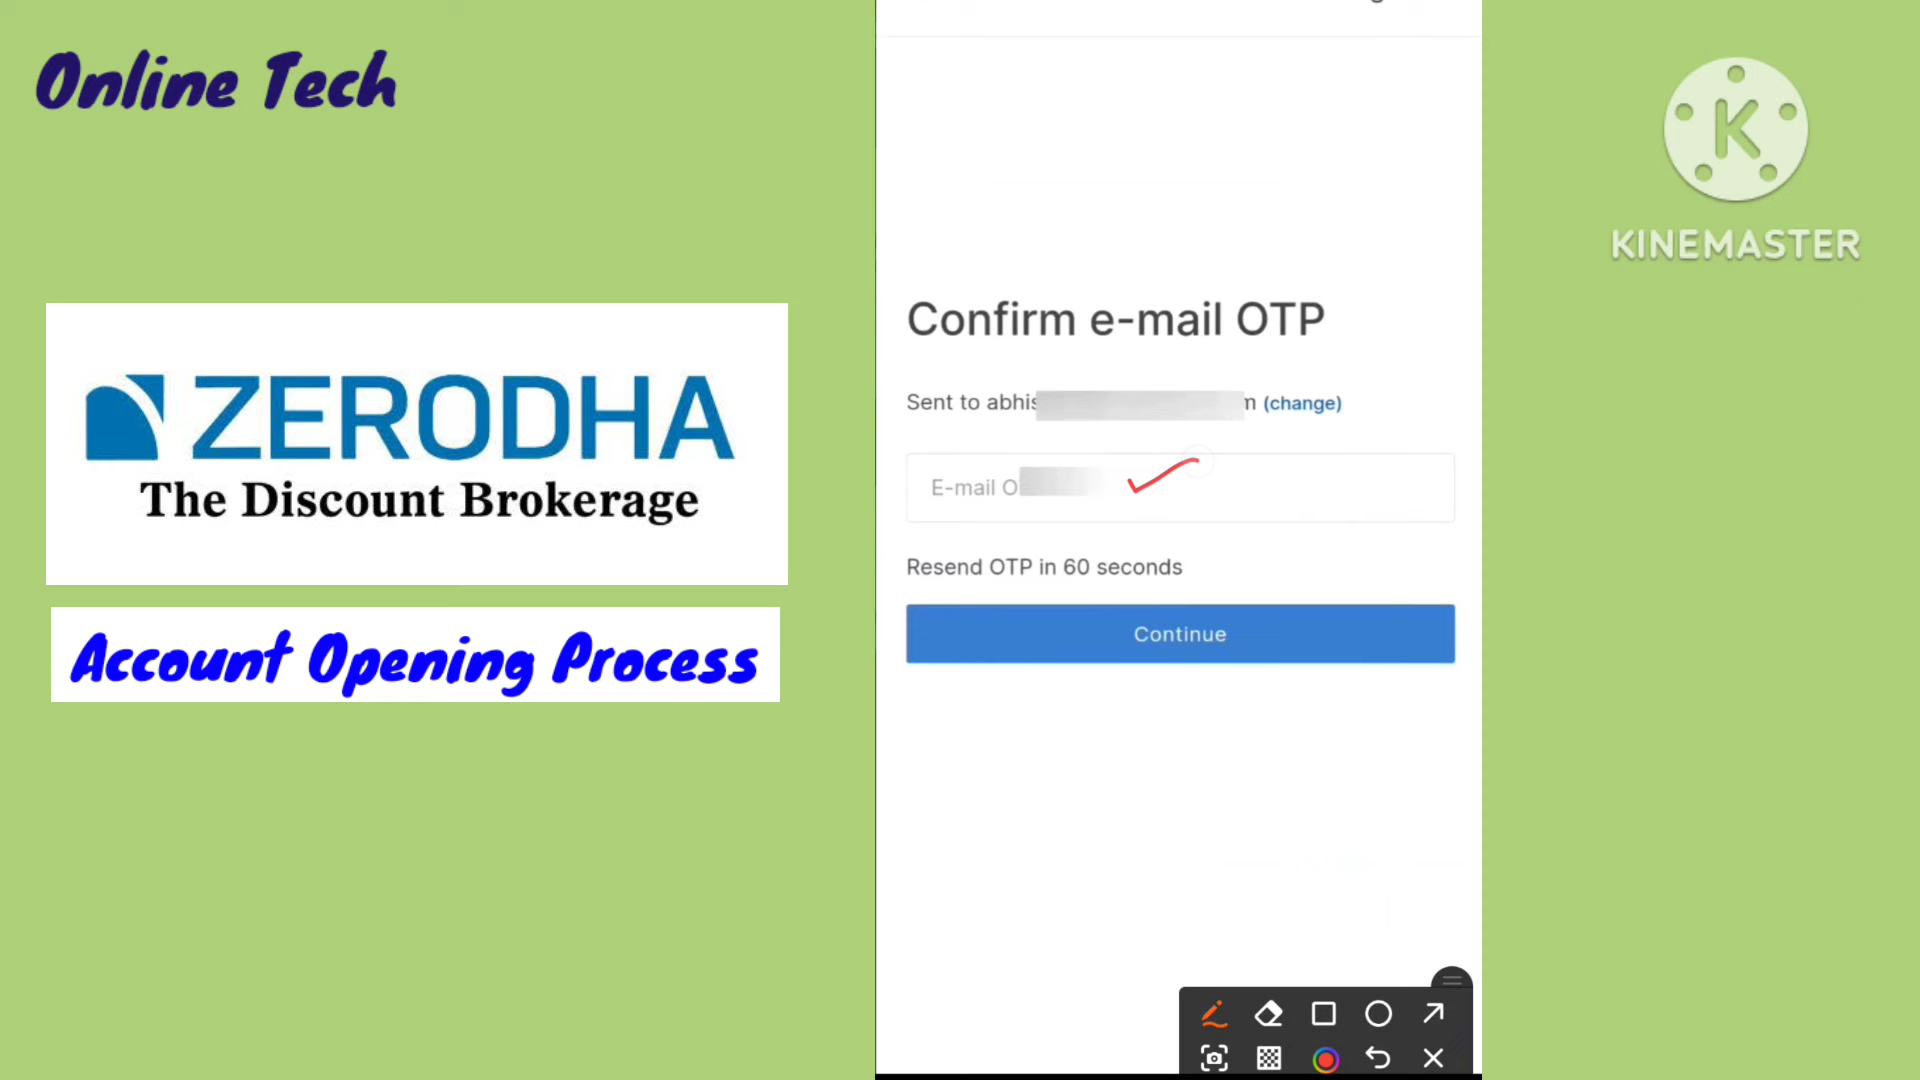 Online Tech
ZERODHA
The Discount Brokerage
Account Opening Process
Confirm e-mail OTP
Sent to abhis m (change)
E-mail O
Resend OTP in 60 seconds
Continue
K
KINEMASTER